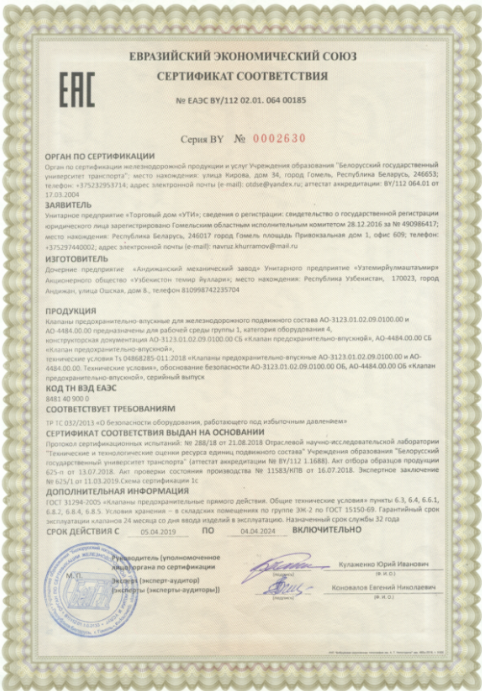 ЕВРАЗИЙСКИЙ ЭКОНОМИЧЕСКИЙ СОЮЗ
СЕРТИФИКАТ СООТВЕТСТВИЯ
ЕАС
№ ЕАЭС BY/112 02.01. 064 00185
Серия BY № 0002630
ОРГАН ПО СЕРТИФИКАЦИИ
Орган по сертификации железнодорожной продукции и услуг Учреждения образования "Белорусский государственный
университет транспорта"; место нахождения: улица Кирова, дом 34, город Гомель, Республика Беларусь, 246653;
телефон: +375232953714; адрес электронной почты (e-mail): otdse@yandex.ru; аттестат аккредитации: BY/112 064.01 от
17.03.2004
ЗАЯВИТЕЛЬ
Унитарное предприятие «Торговый дом «УТИ»; сведения о регистрации: свидетельство о государственной регистрации
юридического лица зарегистрировано Гомельским областным исполнительным комитетом 28.12.2016 за № 490986417;
место нахождения: Республика Беларусь, 246017 город Гомель площадь Привокзальная дом 1, офис 609; телефон:
+375297440002; адрес электронной почты (e-mail): navruz.khurramov@mail.ru
ИЗГОТОВИТЕЛЬ
Дочернее предприятие «Андижанский механический завод» Унитарного предприятие «Узтемирйулмаштаъмир»
Акционерного общества «Узбекистон темир йуллари»; место нахождения: Республика Узбекистан, 170023, город
Андижан, улица Ошская, дом 8, телефон 810998742235704
ПРОДУКЦИЯ
Клапаны предохранительно-впускные для железнодорожного подвижного состава АО-3123.01.02.09.0100.00 и
АО-4484.00.00 предназначены для рабочей среды группы 1, категория оборудования 4,
конструкторская документация АО-3123.01.02.09.0100.00 СБ «Клапан предохранительно-впускной», АО-4484.00.00 СБ
«Клапан предохранительно-впускной»,
технические условия Ts 04868285-011:2018 «Клапаны предохранительно-впускные АО-3123.01.02.09.0100.00 и АО-
4484.00.00. Технические условия», обоснование безопасности АО-3123.01.02.09.0100.00 ОБ, АО-4484.00.00 ОБ «Клапан
предохранительно-впускной», серийный выпуск
КОД ТН ВЭД ЕАЭС
8481 40 900 0
СООТВЕТСТВУЕТ ТРЕБОВАНИЯМ
ТР ТС 032/2013 «О безопасности оборудования, работающего под избыточным давлением»
СЕРТИФИКАТ СООТВЕТСТВИЯ ВЫДАН НА ОСНОВАНИИ
Протокол сертификационных испытаний: № 288/18 от 21.08.2018 Отраслевой научно-исследовательской лаборатории
"Технические и технологические оценки ресурса единиц подвижного состава" Учреждения образования "Белорусский
государственный университет транспорта" (аттестат аккредитации № BY/112 1.1688). Акт отбора образцов продукции
625-п от 13.07.2018. Акт проверки состояния производства № 11583/КПВ от 16.07.2018. Экспертное заключение
№ 625/1 от 11.03.2019.Схема сертификации 1с
ДОПОЛНИТЕЛЬНАЯ ИНФОРМАЦИЯ
ГОСТ 31294-2005 «Клапаны предохранительные прямого действия. Общие технические условия» пункты 6.3, 6.4, 6.6.1,
6.8.2, 6.8.4, 6.8.5. Условия хранения – в складских помещениях по группе 3Ж-2 по ГОСТ 15150-69. Гарантийный срок
эксплуатации клапанов 24 месяца со дня ввода изделий в эксплуатацию. Назначенный срок службы 32 года
СРОК ДЕЙСТВИЯ С 05.04.2019 ПО 04.04.2024 ВКЛЮЧИТЕЛЬНО
Руководитель (уполномоченное
лицо) органа по сертификации
Кулаженко Юрий Иванович
(подпись) (Ф.И.О.)
М.П.
Эксперт (эксперт-аудитор)
(эксперты (эксперты-аудиторы))
Коновалов Евгений Николаевич
(подпись) (Ф.И.О.)